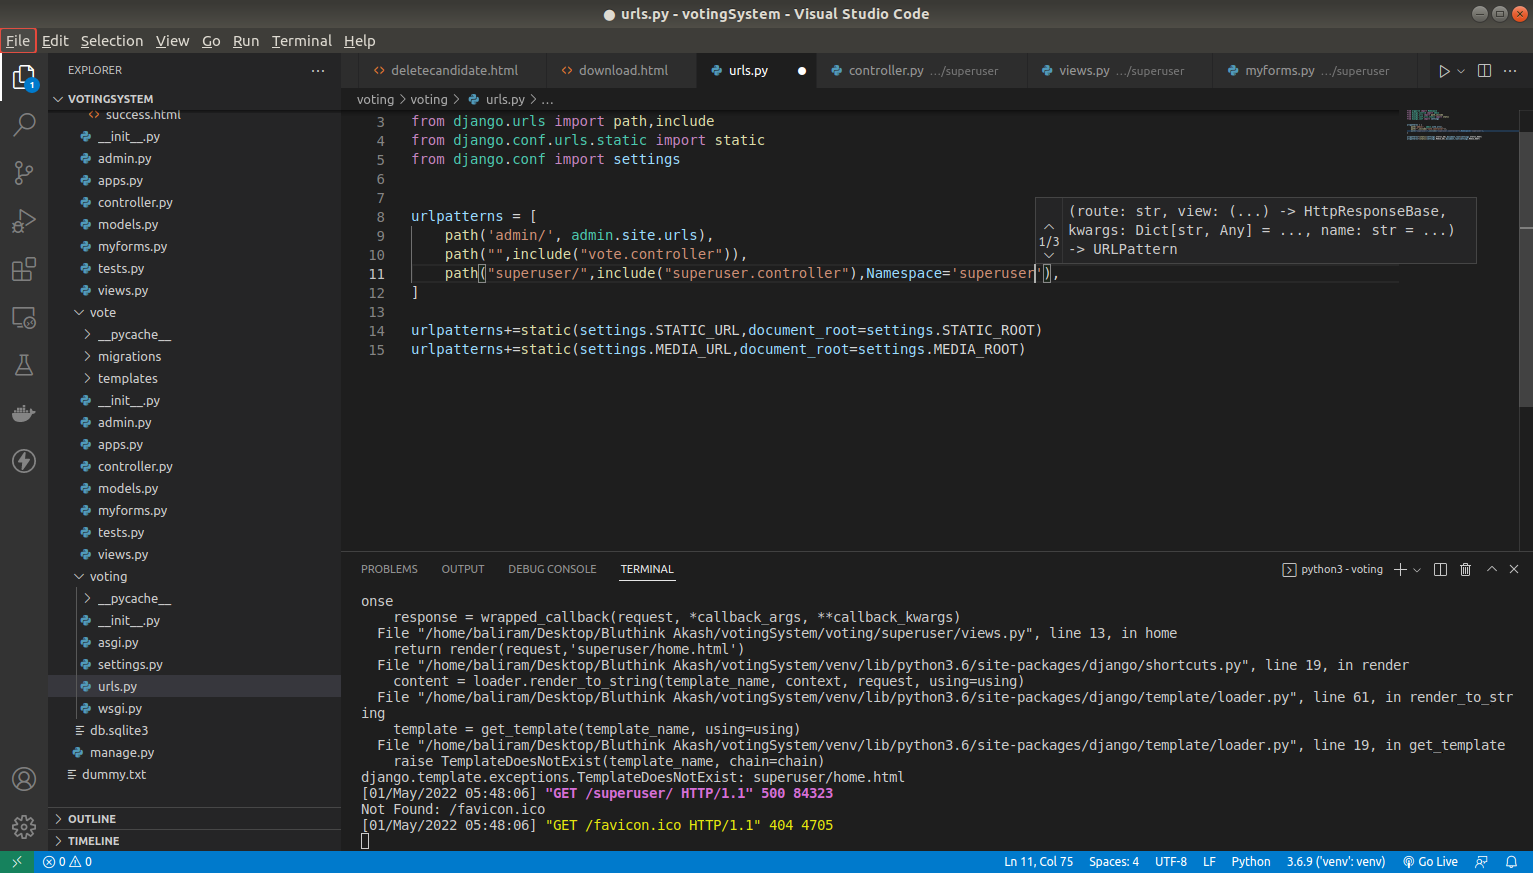 ● urls.py - votingSystem - Visual Studio Code
File Edit Selection View Go Run Terminal Help
EXPLORER ···
deletecandidate.html download.html urls.py ● controller.py .../superuser views.py .../superuser myforms.py .../superuser ···
VOTINGSYSTEM
success.html
__init__.py
admin.py
apps.py
controller.py
models.py
myforms.py
tests.py
views.py
vote
__pycache__
migrations
templates
__init__.py
admin.py
apps.py
controller.py
models.py
myforms.py
tests.py
views.py
voting
__pycache__
__init__.py
asgi.py
settings.py
urls.py
wsgi.py
db.sqlite3
manage.py
dummy.txt
OUTLINE
TIMELINE
1
voting > voting > urls.py > ...
3 from django.urls import path,include
4 from django.conf.urls.static import static
5 from django.conf import settings
6
7
8 urlpatterns = [
9     path('admin/', admin.site.urls),
10     path("",include("vote.controller")),
11     path("superuser/",include("superuser.controller"),Namespace='superuser'),
12 ]
13
14 urlpatterns+=static(settings.STATIC_URL,document_root=settings.STATIC_ROOT)
15 urlpatterns+=static(settings.MEDIA_URL,document_root=settings.MEDIA_ROOT)
1/3
(route: str, view: (...) -> HttpResponseBase,
kwargs: Dict[str, Any] = ..., name: str = ...)
-> URLPattern
PROBLEMS OUTPUT DEBUG CONSOLE TERMINAL
python3 - voting
onse
    response = wrapped_callback(request, *callback_args, **callback_kwargs)
  File "/home/baliram/Desktop/Bluthink Akash/votingSystem/voting/superuser/views.py", line 13, in home
    return render(request,'superuser/home.html')
  File "/home/baliram/Desktop/Bluthink Akash/votingSystem/venv/lib/python3.6/site-packages/django/shortcuts.py", line 19, in render
    content = loader.render_to_string(template_name, context, request, using=using)
  File "/home/baliram/Desktop/Bluthink Akash/votingSystem/venv/lib/python3.6/site-packages/django/template/loader.py", line 61, in render_to_str
ing
    template = get_template(template_name, using=using)
  File "/home/baliram/Desktop/Bluthink Akash/votingSystem/venv/lib/python3.6/site-packages/django/template/loader.py", line 19, in get_template
    raise TemplateDoesNotExist(template_name, chain=chain)
django.template.exceptions.TemplateDoesNotExist: superuser/home.html
[01/May/2022 05:48:06] "GET /superuser/ HTTP/1.1" 500 84323
Not Found: /favicon.ico
[01/May/2022 05:48:06] "GET /favicon.ico HTTP/1.1" 404 4705
0 0 Ln 11, Col 75 Spaces: 4 UTF-8 LF Python 3.6.9 ('venv': venv) Go Live